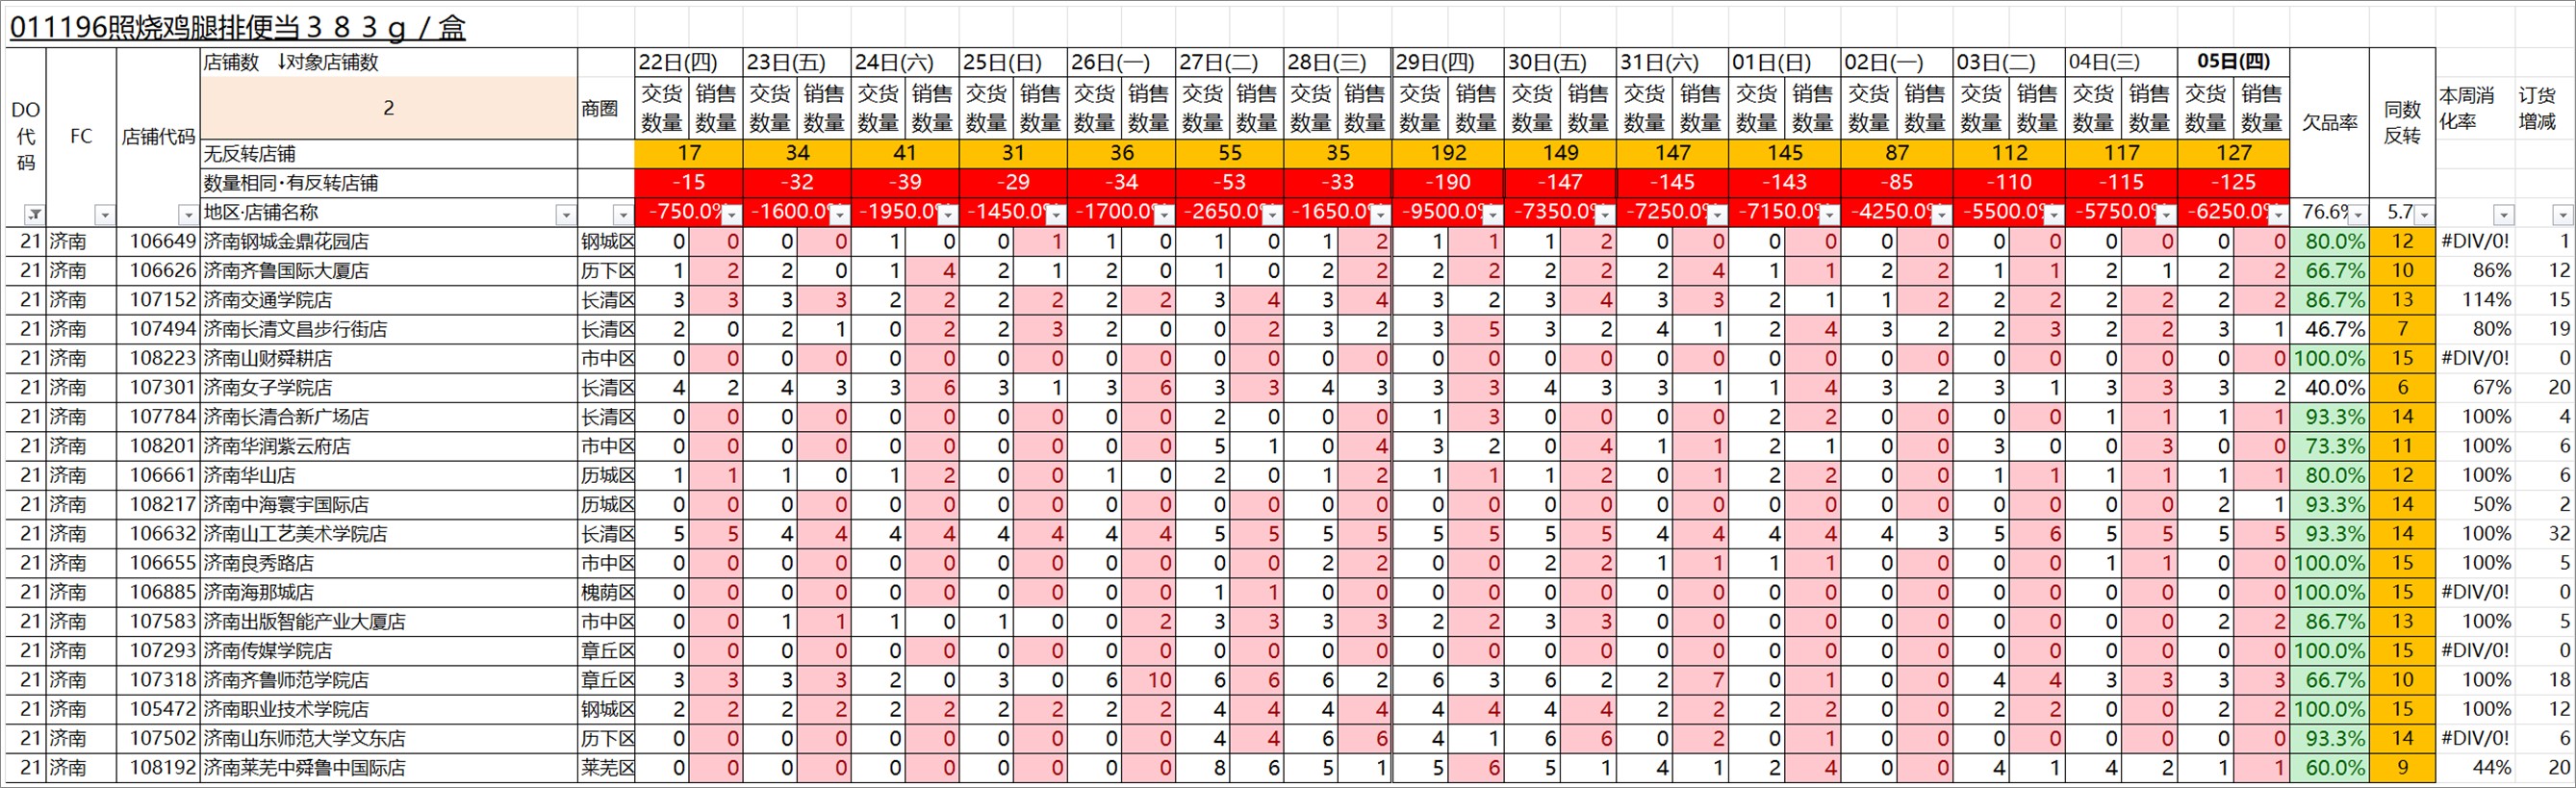 011196照烧鸡腿排便当３８３ｇ／盒
DO代码 FC 店铺代码 店铺数 ↓对象店铺数 商圈 22日(四) 23日(五) 24日(六) 25日(日) 26日(一) 27日(二) 28日(三) 29日(四) 30日(五) 31日(六) 01日(日) 02日(一) 03日(二) 04日(三) 05日(四) 欠品率 同数反转 本周消化率 订货增减
2 交货数量 销售数量 交货数量 销售数量 交货数量 销售数量 交货数量 销售数量 交货数量 销售数量 交货数量 销售数量 交货数量 销售数量 交货数量 销售数量 交货数量 销售数量 交货数量 销售数量 交货数量 销售数量 交货数量 销售数量 交货数量 销售数量 交货数量 销售数量 交货数量 销售数量
无反转店铺 17 34 41 31 36 55 35 192 149 147 145 87 112 117 127
数量相同·有反转店铺 -15 -32 -39 -29 -34 -53 -33 -190 -147 -145 -143 -85 -110 -115 -125
地区·店铺名称 -750.0% -1600.0% -1950.0% -1450.0% -1700.0% -2650.0% -1650.0% -9500.0% -7350.0% -7250.0% -7150.0% -4250.0% -5500.0% -5750.0% -6250.0% 76.6% 5.7
21 济南 106649 济南钢城金鼎花园店 钢城区 0 0 0 0 1 0 0 1 1 0 1 0 1 2 1 1 1 2 0 0 0 0 0 0 0 0 0 0 0 0 80.0% 12 #DIV/0! 1
21 济南 106626 济南齐鲁国际大厦店 历下区 1 2 2 0 1 4 2 1 2 0 1 0 2 2 2 2 2 2 2 4 1 1 2 2 1 1 2 1 2 2 66.7% 10 86% 12
21 济南 107152 济南交通学院店 长清区 3 3 3 3 2 2 2 2 2 2 3 4 3 4 3 2 3 4 3 3 2 1 1 2 2 2 2 2 2 2 86.7% 13 114% 15
21 济南 107494 济南长清文昌步行街店 长清区 2 0 2 1 0 2 2 3 2 0 0 2 3 2 3 5 3 2 4 1 2 4 3 2 2 3 2 2 3 1 46.7% 7 80% 19
21 济南 108223 济南山财舜耕店 市中区 0 0 0 0 0 0 0 0 0 0 0 0 0 0 0 0 0 0 0 0 0 0 0 0 0 0 0 0 0 0 100.0% 15 #DIV/0! 0
21 济南 107301 济南女子学院店 长清区 4 2 4 3 3 6 3 1 3 6 3 3 4 3 3 3 4 3 3 1 1 4 3 2 3 1 3 3 3 2 40.0% 6 67% 20
21 济南 107784 济南长清合新广场店 长清区 0 0 0 0 0 0 0 0 0 0 2 0 0 0 1 3 0 0 0 0 2 2 0 0 0 0 1 1 1 1 93.3% 14 100% 4
21 济南 108201 济南华润紫云府店 市中区 0 0 0 0 0 0 0 0 0 0 5 1 0 4 3 2 0 4 1 1 2 1 0 0 3 0 0 3 0 0 73.3% 11 100% 6
21 济南 106661 济南华山店 历城区 1 1 1 0 1 2 0 0 1 0 2 0 1 2 1 1 1 2 0 1 2 2 0 0 1 1 1 1 1 1 80.0% 12 100% 6
21 济南 108217 济南中海寰宇国际店 历城区 0 0 0 0 0 0 0 0 0 0 0 0 0 0 0 0 0 0 0 0 0 0 0 0 0 0 0 0 2 1 93.3% 14 50% 2
21 济南 106632 济南山工艺美术学院店 长清区 5 5 4 4 4 4 4 4 4 4 5 5 5 5 5 5 5 5 4 4 4 4 4 3 5 6 5 5 5 5 93.3% 14 100% 32
21 济南 106655 济南良秀路店 市中区 0 0 0 0 0 0 0 0 0 0 0 0 2 2 0 0 2 2 1 1 1 1 0 0 0 0 1 1 0 0 100.0% 15 100% 5
21 济南 106885 济南海那城店 槐荫区 0 0 0 0 0 0 0 0 0 0 1 1 0 0 0 0 0 0 0 0 0 0 0 0 0 0 0 0 0 0 100.0% 15 #DIV/0! 0
21 济南 107583 济南出版智能产业大厦店 市中区 0 0 1 1 1 0 1 0 0 2 3 3 3 3 2 2 3 3 0 0 0 0 0 0 0 0 0 0 2 2 86.7% 13 100% 5
21 济南 107293 济南传媒学院店 章丘区 0 0 0 0 0 0 0 0 0 0 0 0 0 0 0 0 0 0 0 0 0 0 0 0 0 0 0 0 0 0 100.0% 15 #DIV/0! 0
21 济南 107318 济南齐鲁师范学院店 章丘区 3 3 3 3 2 0 3 0 6 10 6 6 6 2 6 3 6 2 2 7 0 1 0 0 4 4 3 3 3 3 66.7% 10 100% 18
21 济南 105472 济南职业技术学院店 钢城区 2 2 2 2 2 2 2 2 2 2 4 4 4 4 4 4 4 4 2 2 2 2 0 0 2 2 0 0 2 2 100.0% 15 100% 12
21 济南 107502 济南山东师范大学文东店 历下区 0 0 0 0 0 0 0 0 0 0 4 4 6 6 4 1 6 6 0 2 0 1 0 0 0 0 0 0 0 0 93.3% 14 #DIV/0! 6
21 济南 108192 济南莱芜中舜鲁中国际店 莱芜区 0 0 0 0 0 0 0 0 0 0 8 6 5 1 5 6 5 1 4 1 2 4 0 0 4 1 4 2 1 1 60.0% 9 44% 20